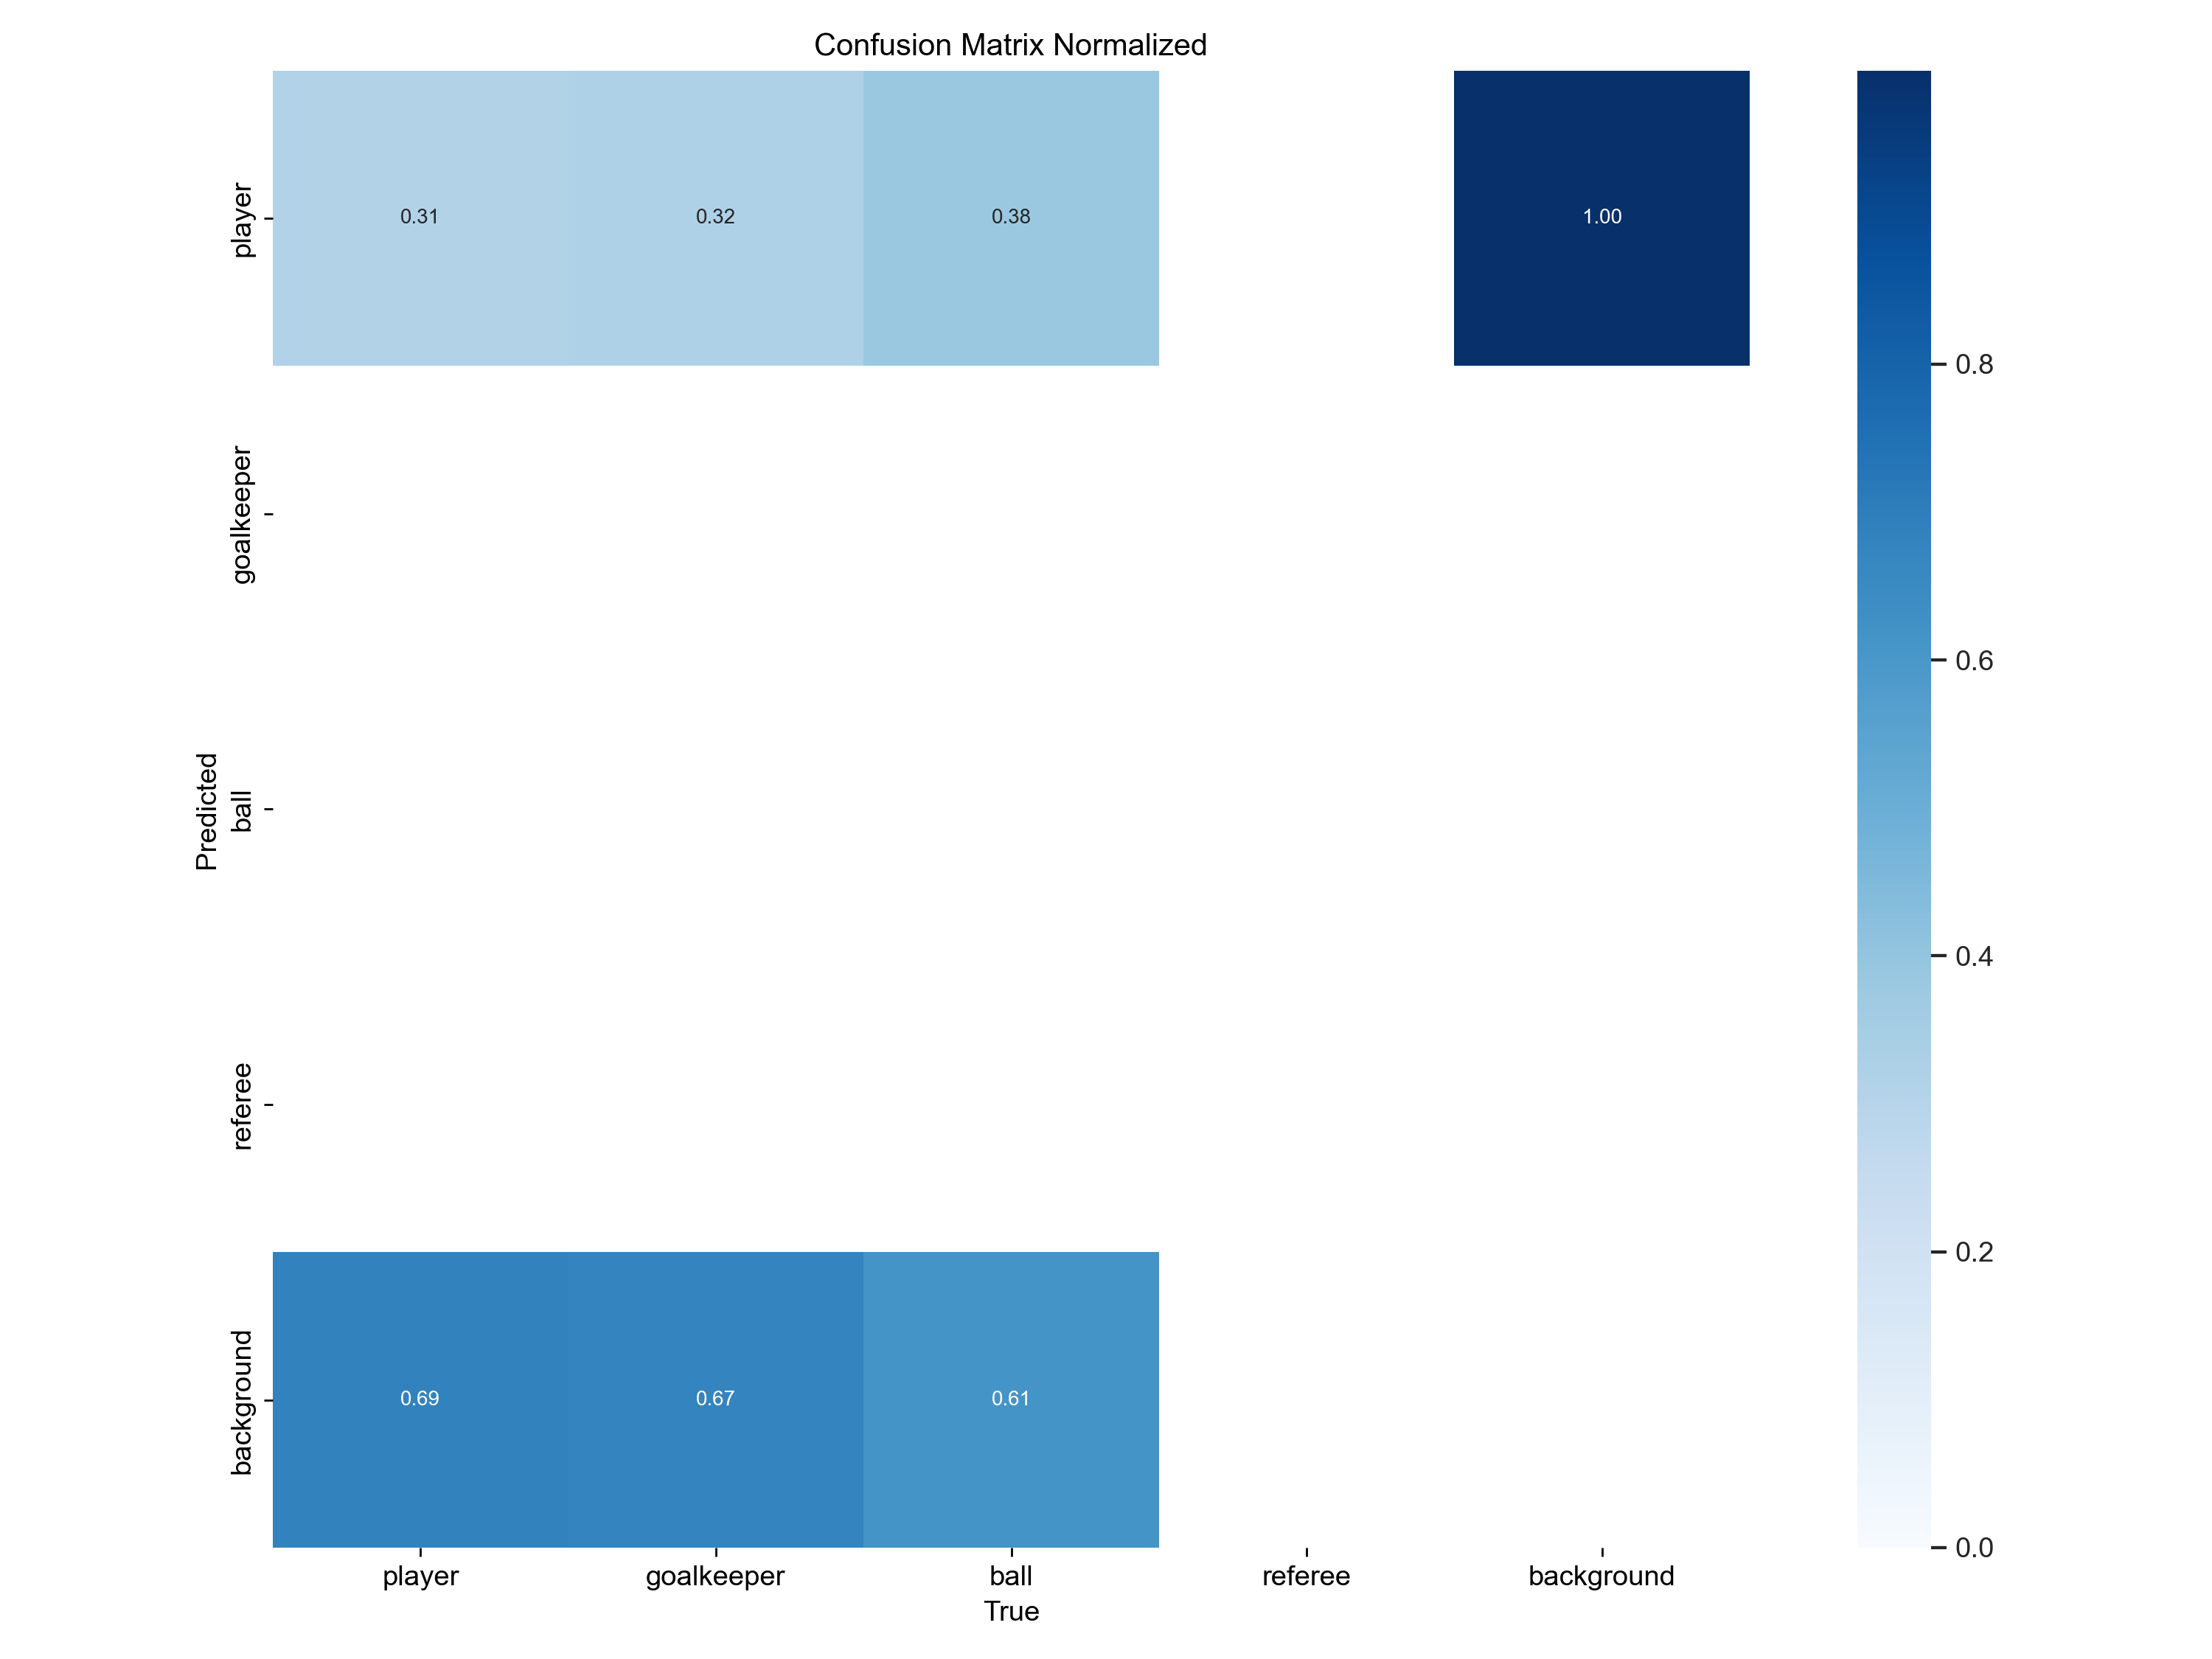 Confusion Matrix Normalized
player
0.31 0.32 0.38 1.00
goalkeeper
ball
referee
background
0.69 0.67 0.61
Predicted
player goalkeeper ball referee background
True
0.8
0.6
0.4
0.2
0.0